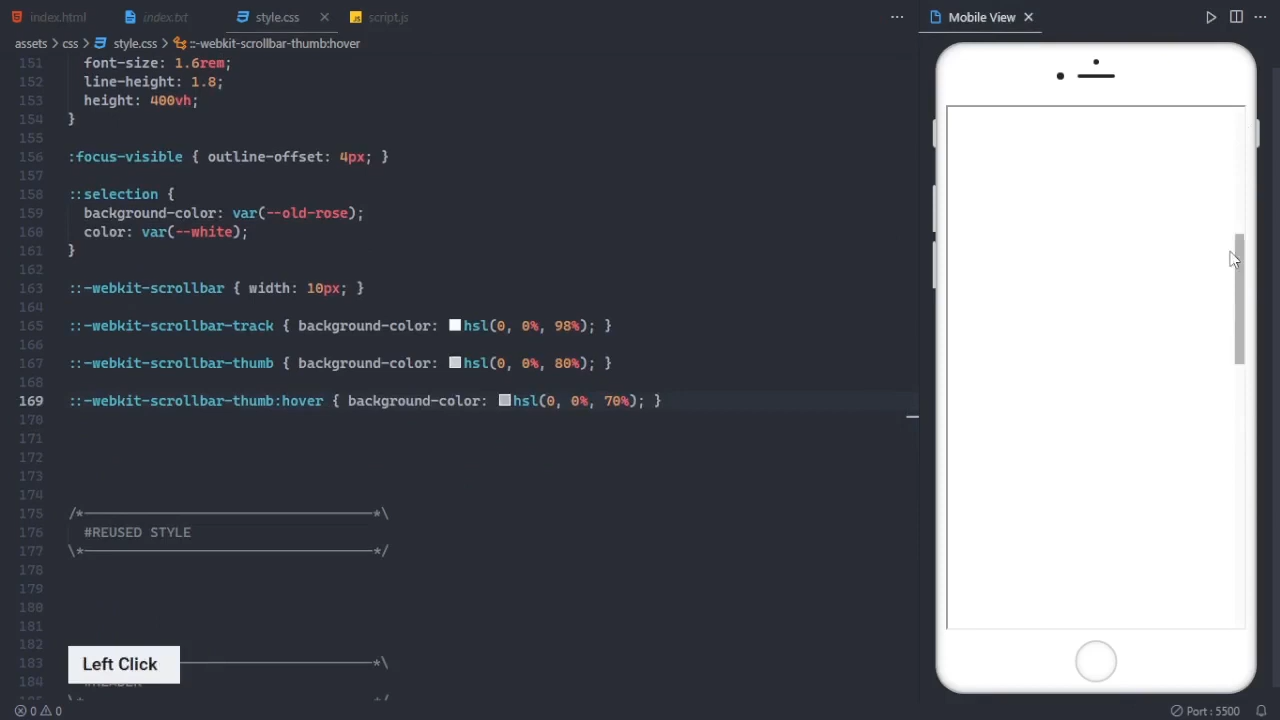 index.html
index.txt
style.css
script.js
Mobile View
assets > css > style.css > ::-webkit-scrollbar-thumb:hover
151 font-size: 1.6rem;
152 line-height: 1.8;
153 height: 400vh;
154 }
155
156 :focus-visible { outline-offset: 4px; }
157
158 ::selection {
159 background-color: var(--old-rose);
160 color: var(--white);
161 }
162
163 ::-webkit-scrollbar { width: 10px; }
164
165 ::-webkit-scrollbar-track { background-color: hsl(0, 0%, 98%); }
166
167 ::-webkit-scrollbar-thumb { background-color: hsl(0, 0%, 80%); }
168
169 ::-webkit-scrollbar-thumb:hover { background-color: hsl(0, 0%, 70%); }
170
171
172
173
174
175 /*-----------------------------------*\
176 #REUSED STYLE
177 \*-----------------------------------*/
178
179
180
181
182
183 -----------------------*\
184
Left Click
0 0
Port : 5500